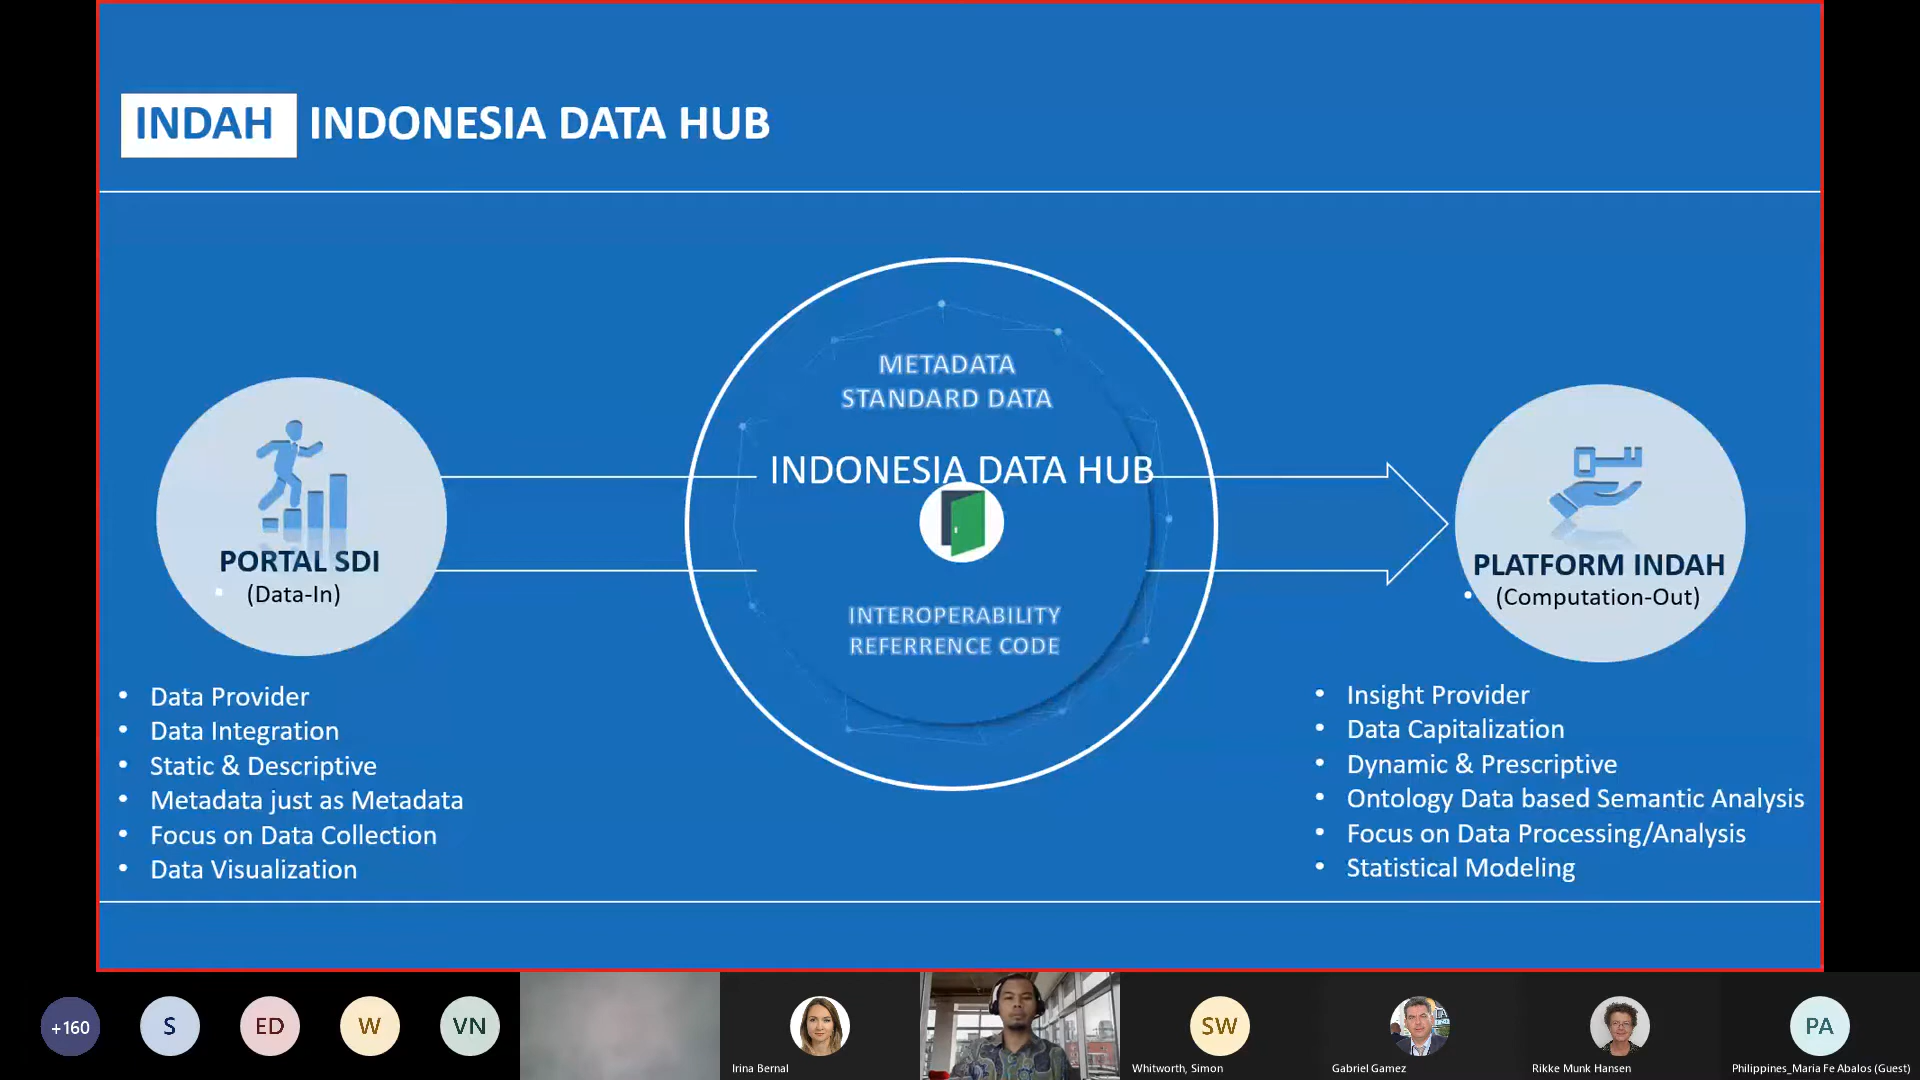 INDAH INDONESIA DATA HUB
METADATA
STANDARD DATA
INDONESIA DATA HUB
INTEROPERABILITY
REFERRENCE CODE
PORTAL SDI
(Data-In)
• Data Provider
• Data Integration
• Static & Descriptive
• Metadata just as Metadata
• Focus on Data Collection
• Data Visualization
PLATFORM INDAH
• (Computation-Out)
• Insight Provider
• Data Capitalization
• Dynamic & Prescriptive
• Ontology Data based Semantic Analysis
• Focus on Data Processing/Analysis
• Statistical Modeling
+160
S
ED
W
VN
Irina Bernal
SW
Whitworth, Simon
Gabriel Gamez
Rikke Munk Hansen
PA
Philippines_Maria Fe Abalos (Guest)